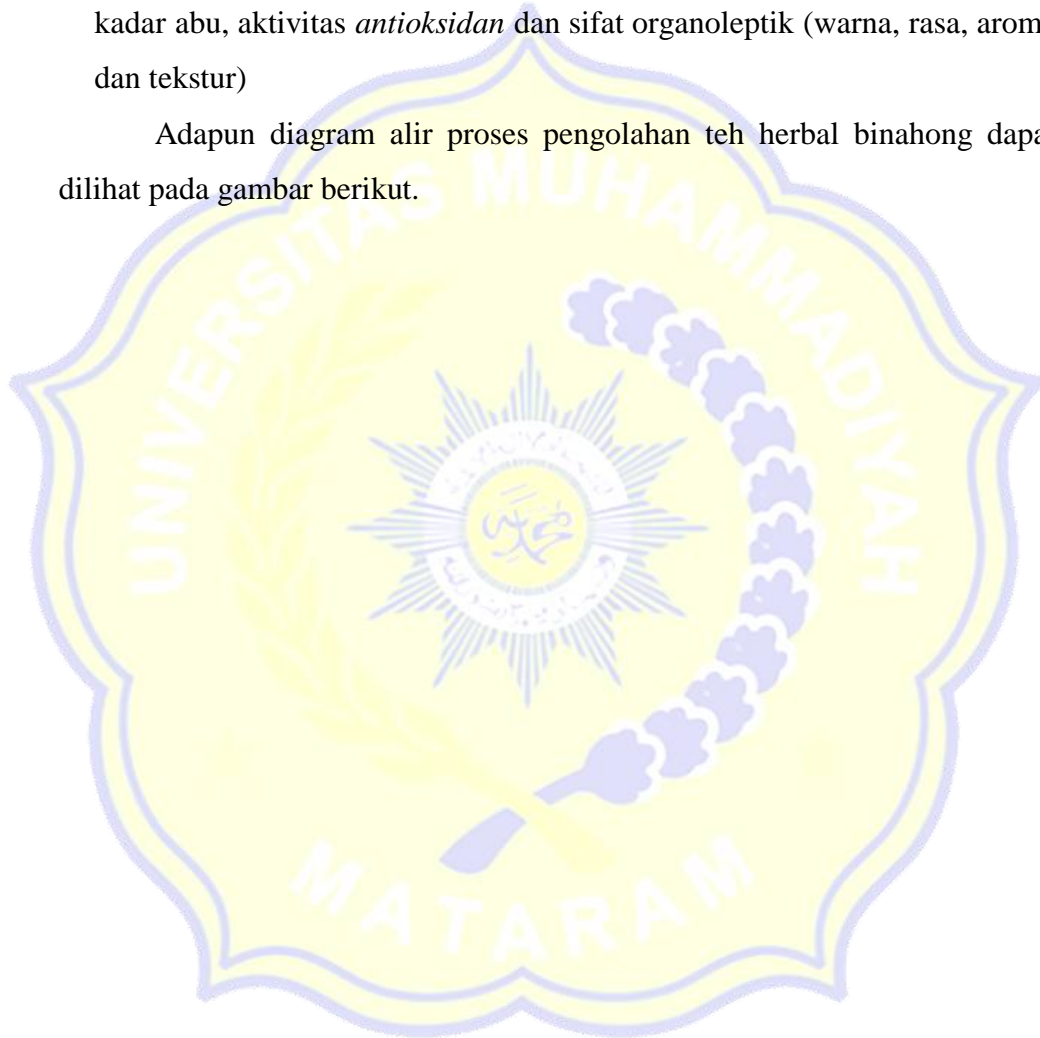 kadar abu, aktivitas antioksidan dan sifat organoleptik (warna, rasa, arom
dan tekstur)
Adapun diagram alir proses pengolahan teh herbal binahong dapa
dilihat pada gambar berikut.
UNIVERSITAS MUHAMMADIYAH
MATARAM